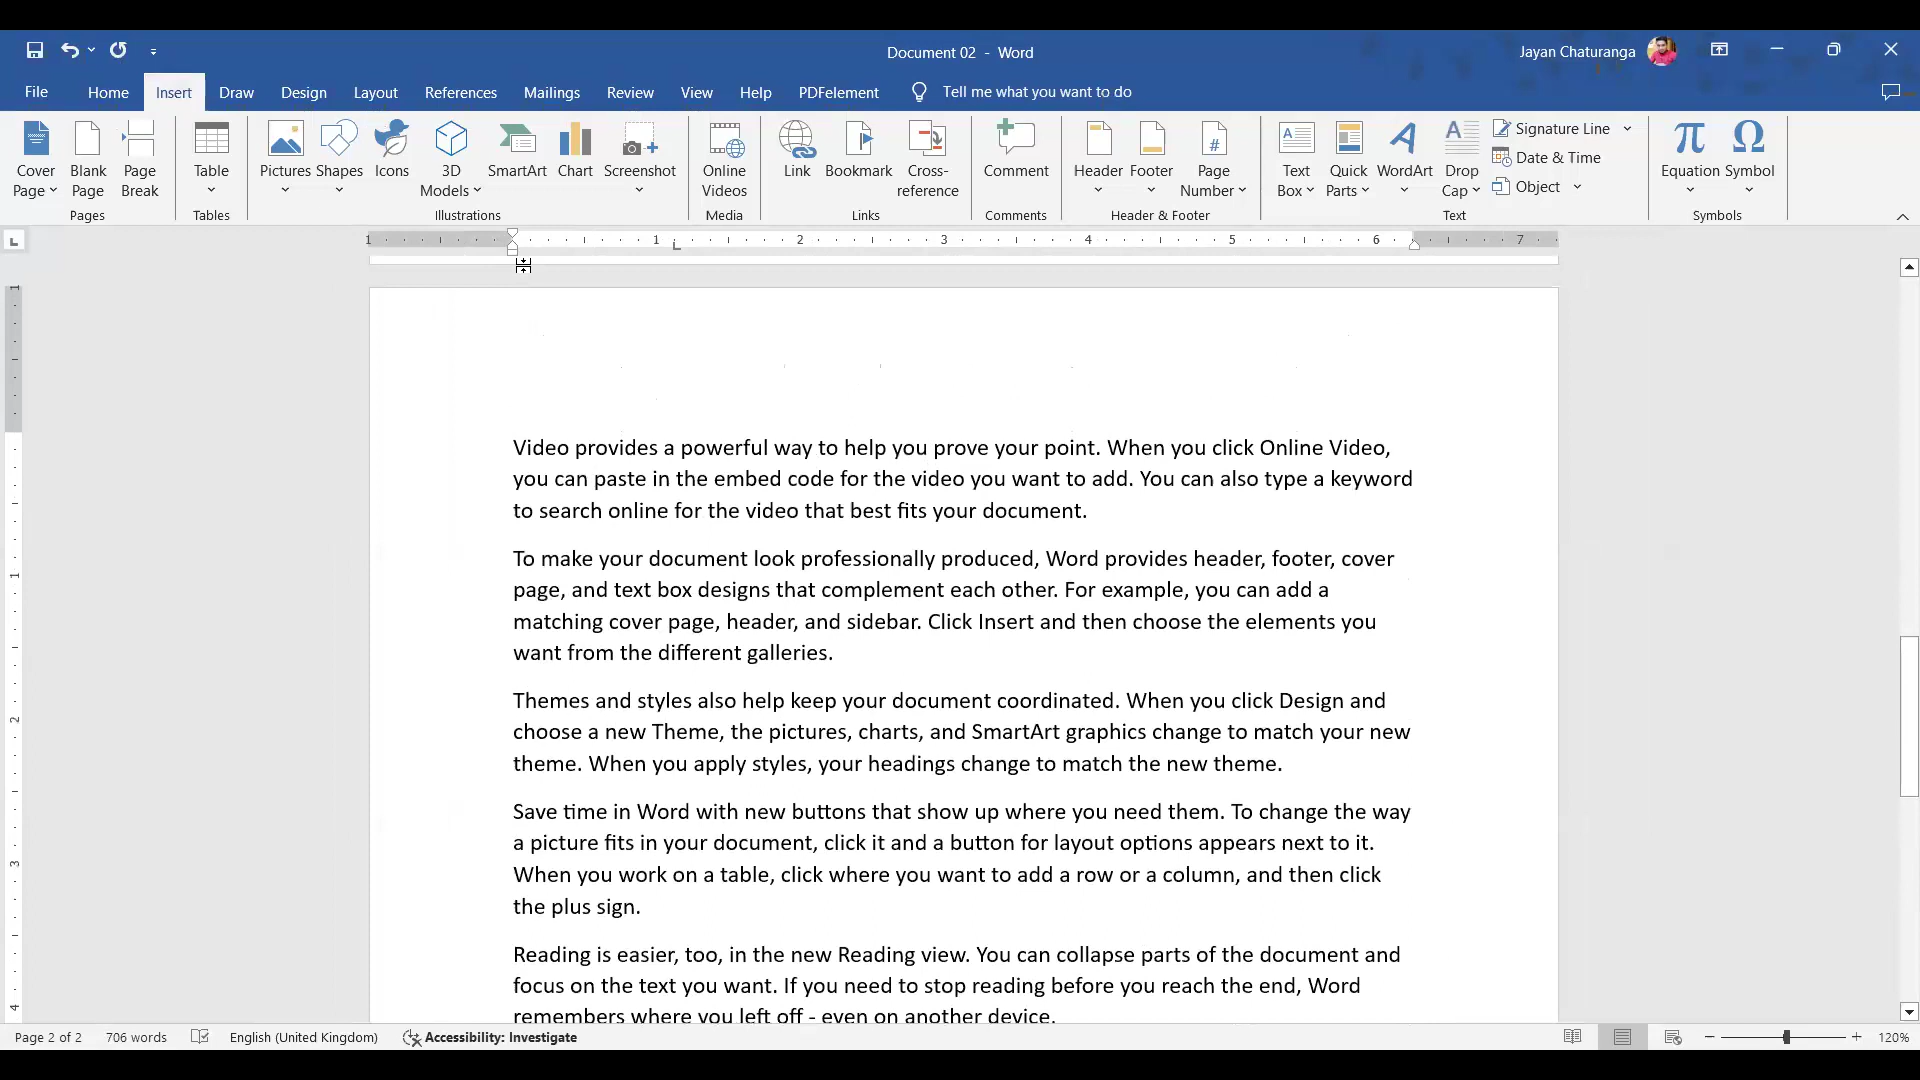 Document 02 - Word
Jayan Chaturanga
File Home Insert Draw Design Layout References Mailings Review View Help PDFelement Tell me what you want to do
Cover Page
Blank Page
Page Break
Table
Pictures
Shapes
Icons
3D Models
SmartArt
Chart
Screenshot
Online Videos
Link
Bookmark
Cross-reference
Comment
Header
Footer
Page Number
Text Box
Quick Parts
WordArt
Drop Cap
Signature Line
Date & Time
Object
Equation
Symbol
Pages Tables Illustrations Media Links Comments Header & Footer Text Symbols
1 1 2 3 4 5 6 7
1
1
2
3
4
Video provides a powerful way to help you prove your point. When you click Online Video,
you can paste in the embed code for the video you want to add. You can also type a keyword
to search online for the video that best fits your document.
To make your document look professionally produced, Word provides header, footer, cover
page, and text box designs that complement each other. For example, you can add a
matching cover page, header, and sidebar. Click Insert and then choose the elements you
want from the different galleries.
Themes and styles also help keep your document coordinated. When you click Design and
choose a new Theme, the pictures, charts, and SmartArt graphics change to match your new
theme. When you apply styles, your headings change to match the new theme.
Save time in Word with new buttons that show up where you need them. To change the way
a picture fits in your document, click it and a button for layout options appears next to it.
When you work on a table, click where you want to add a row or a column, and then click
the plus sign.
Reading is easier, too, in the new Reading view. You can collapse parts of the document and
focus on the text you want. If you need to stop reading before you reach the end, Word
remembers where you left off - even on another device.
Page 2 of 2 706 words English (United Kingdom) Accessibility: Investigate 120%